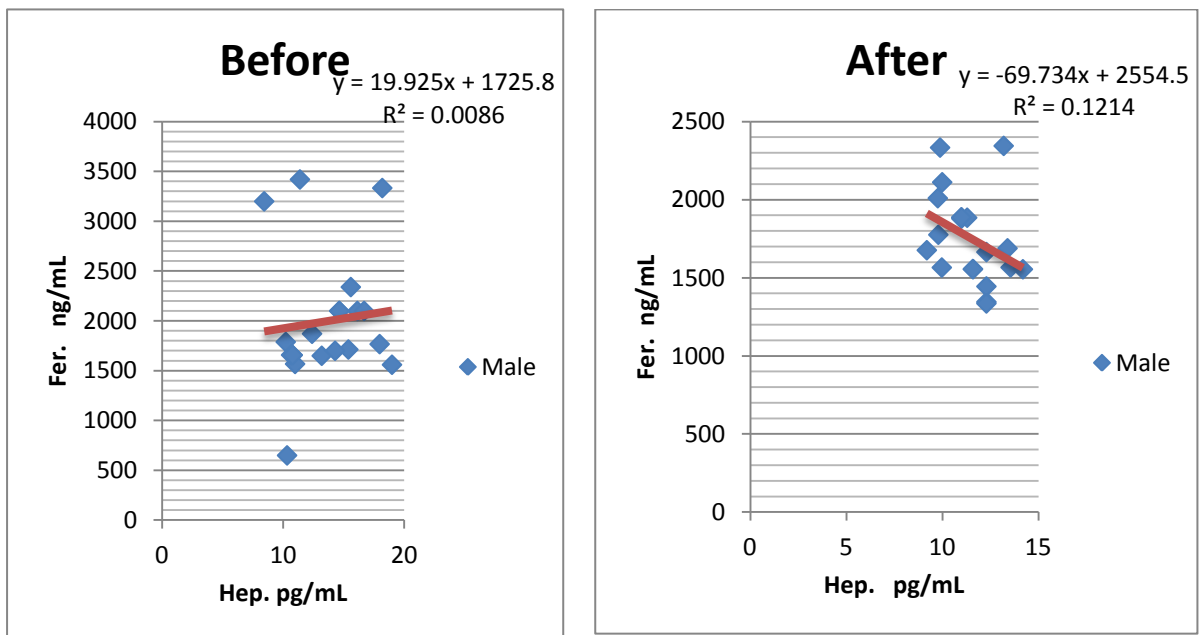 Before
y = 19.925x + 1725.8
R² = 0.0086
4000
3500
3000
2500
2000
1500
1000
500
0
Fer. ng/mL
0 10 20
Hep. pg/mL
Male
After
y = -69.734x + 2554.5
R² = 0.1214
2500
2000
1500
1000
500
0
Fer. ng/mL
0 5 10 15
Hep. pg/mL
Male